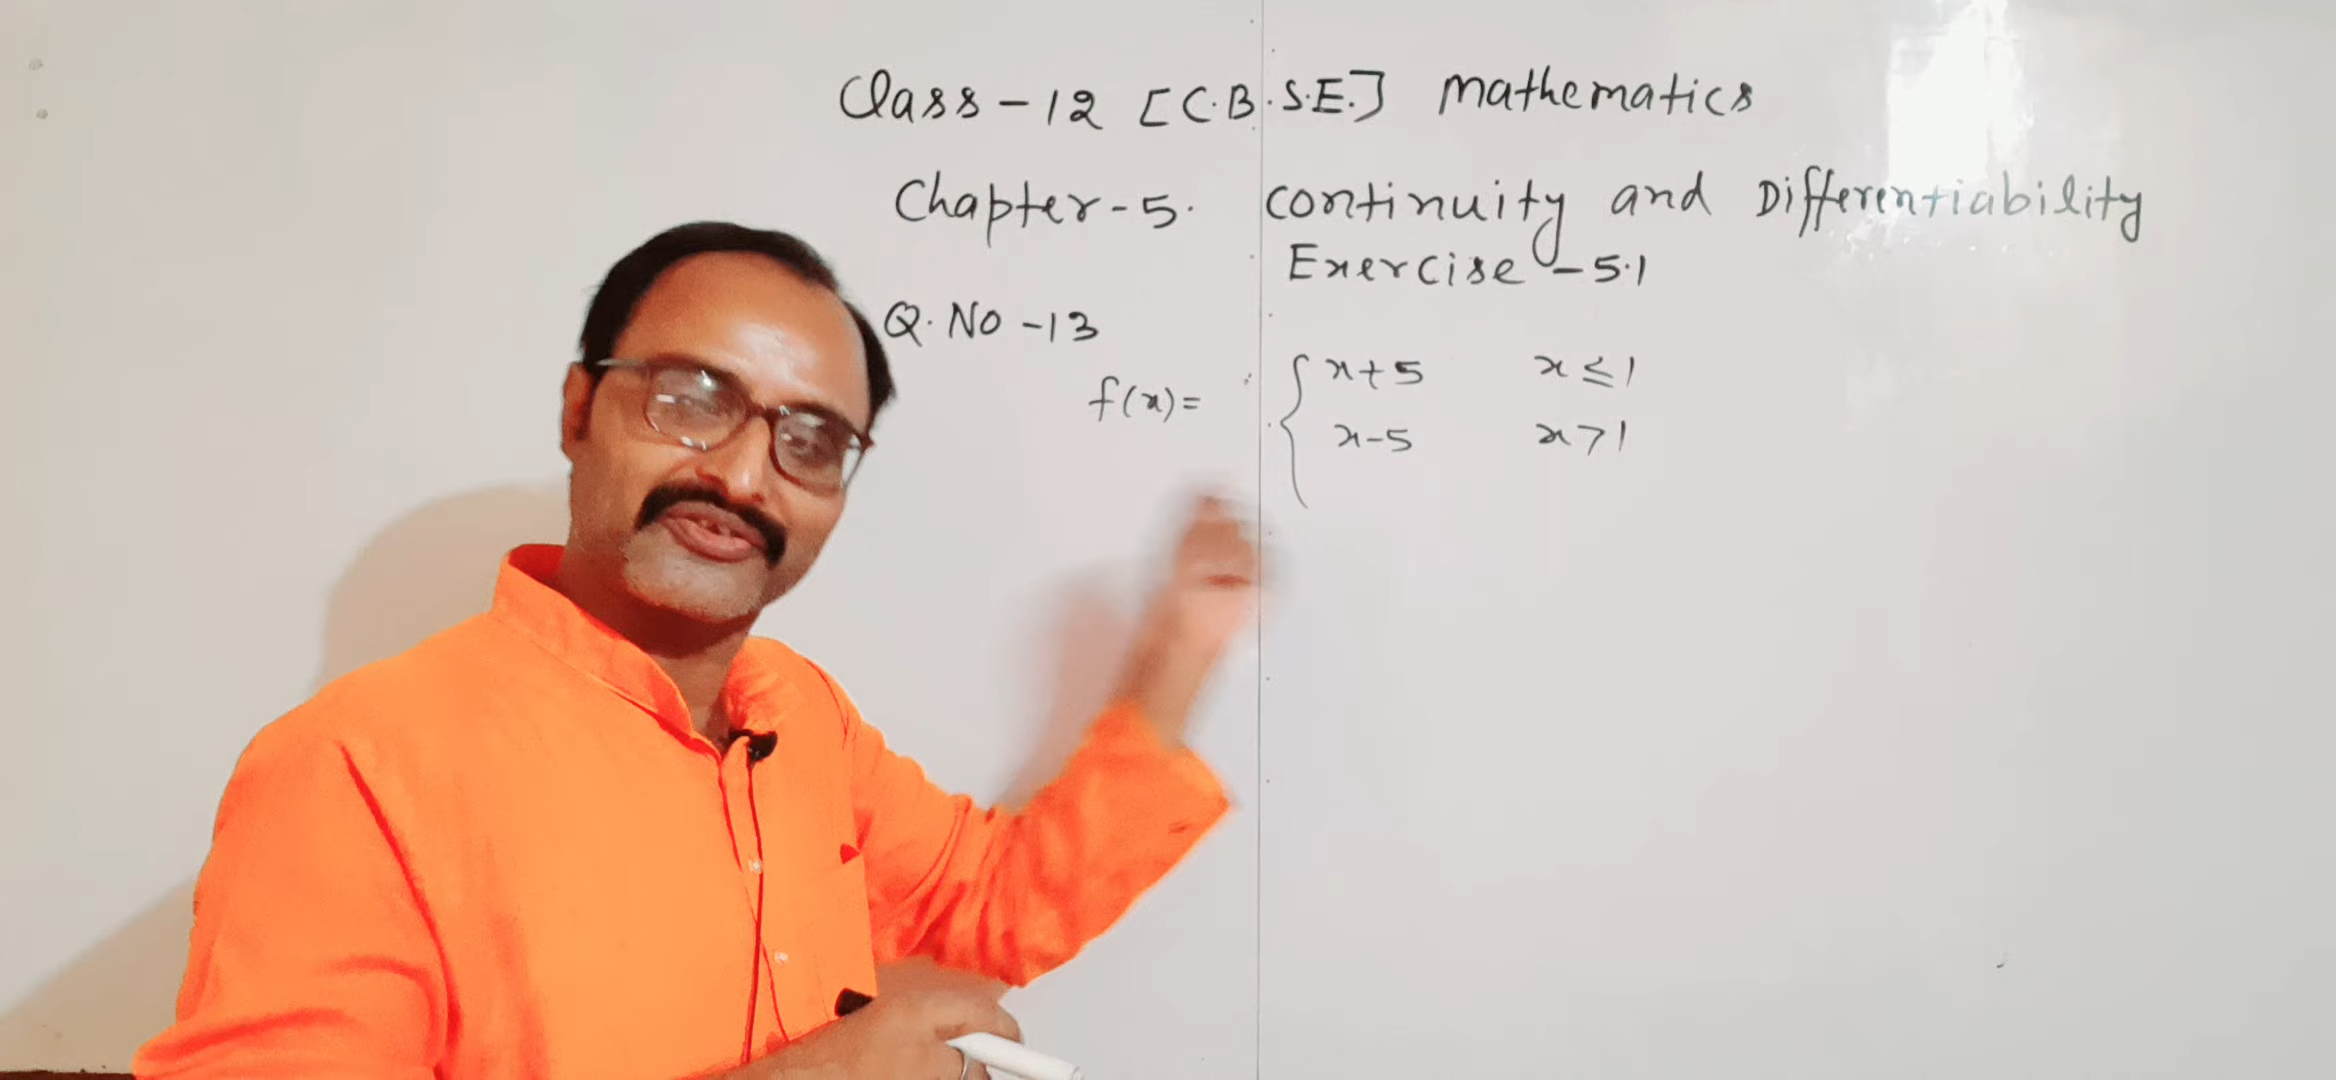 Class-12 [C.B.S.E.] Mathematics
Chapter-5. Continuity and Differentiability
Exercise-5.1
Q.No-13
f(x)= { x+5 x≤1
x-5 x>1